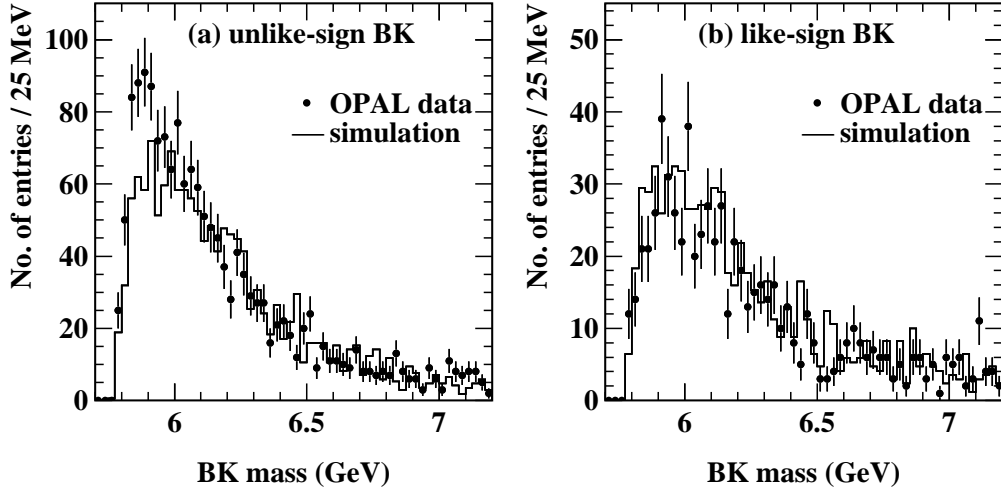 (a) unlike-sign BK
OPAL data
simulation
No. of entries / 25 MeV
100
80
60
40
20
0
6
6.5
7
BK mass (GeV)
(b) like-sign BK
OPAL data
simulation
No. of entries / 25 MeV
50
40
30
20
10
0
6
6.5
7
BK mass (GeV)